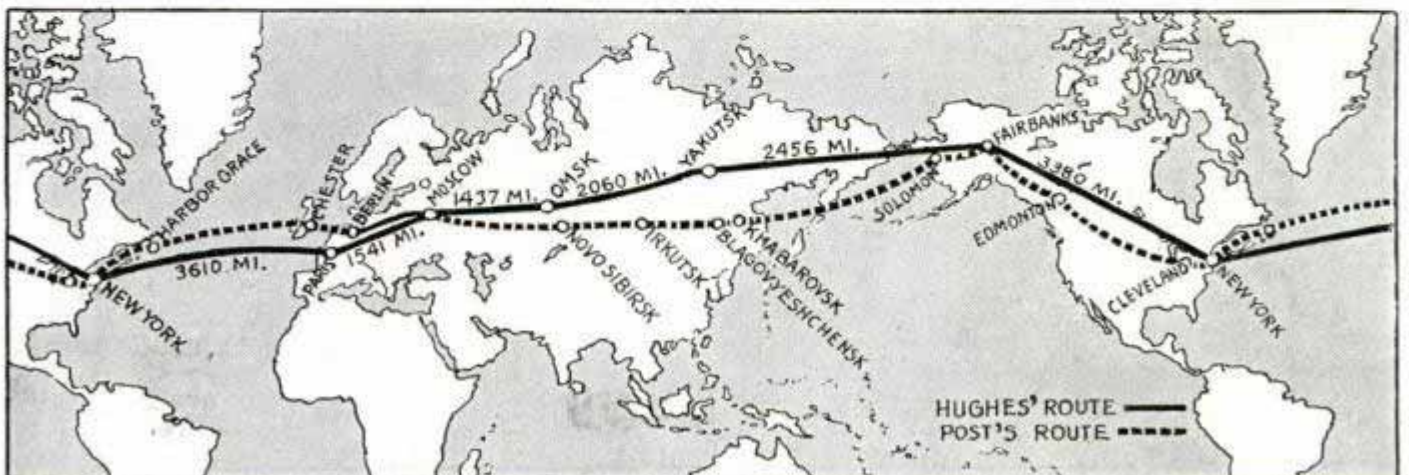 HARBOR GRACE
CHESTER
BERLIN
MOSCOW
1437 MI.
OMSK
2060 MI.
YAKUTSK
2456 MI.
FAIRBANKS
3380 MI.
SOLOMON
EDMONTON
3610 MI.
PARIS
1541 MI.
NEW YORK
NOVO SIBIRSK
IRKUTSK
BLAGOVYESHCHENSK
KHABAROVSK
CLEVELAND
NEW YORK
HUGHES' ROUTE
POST'S ROUTE